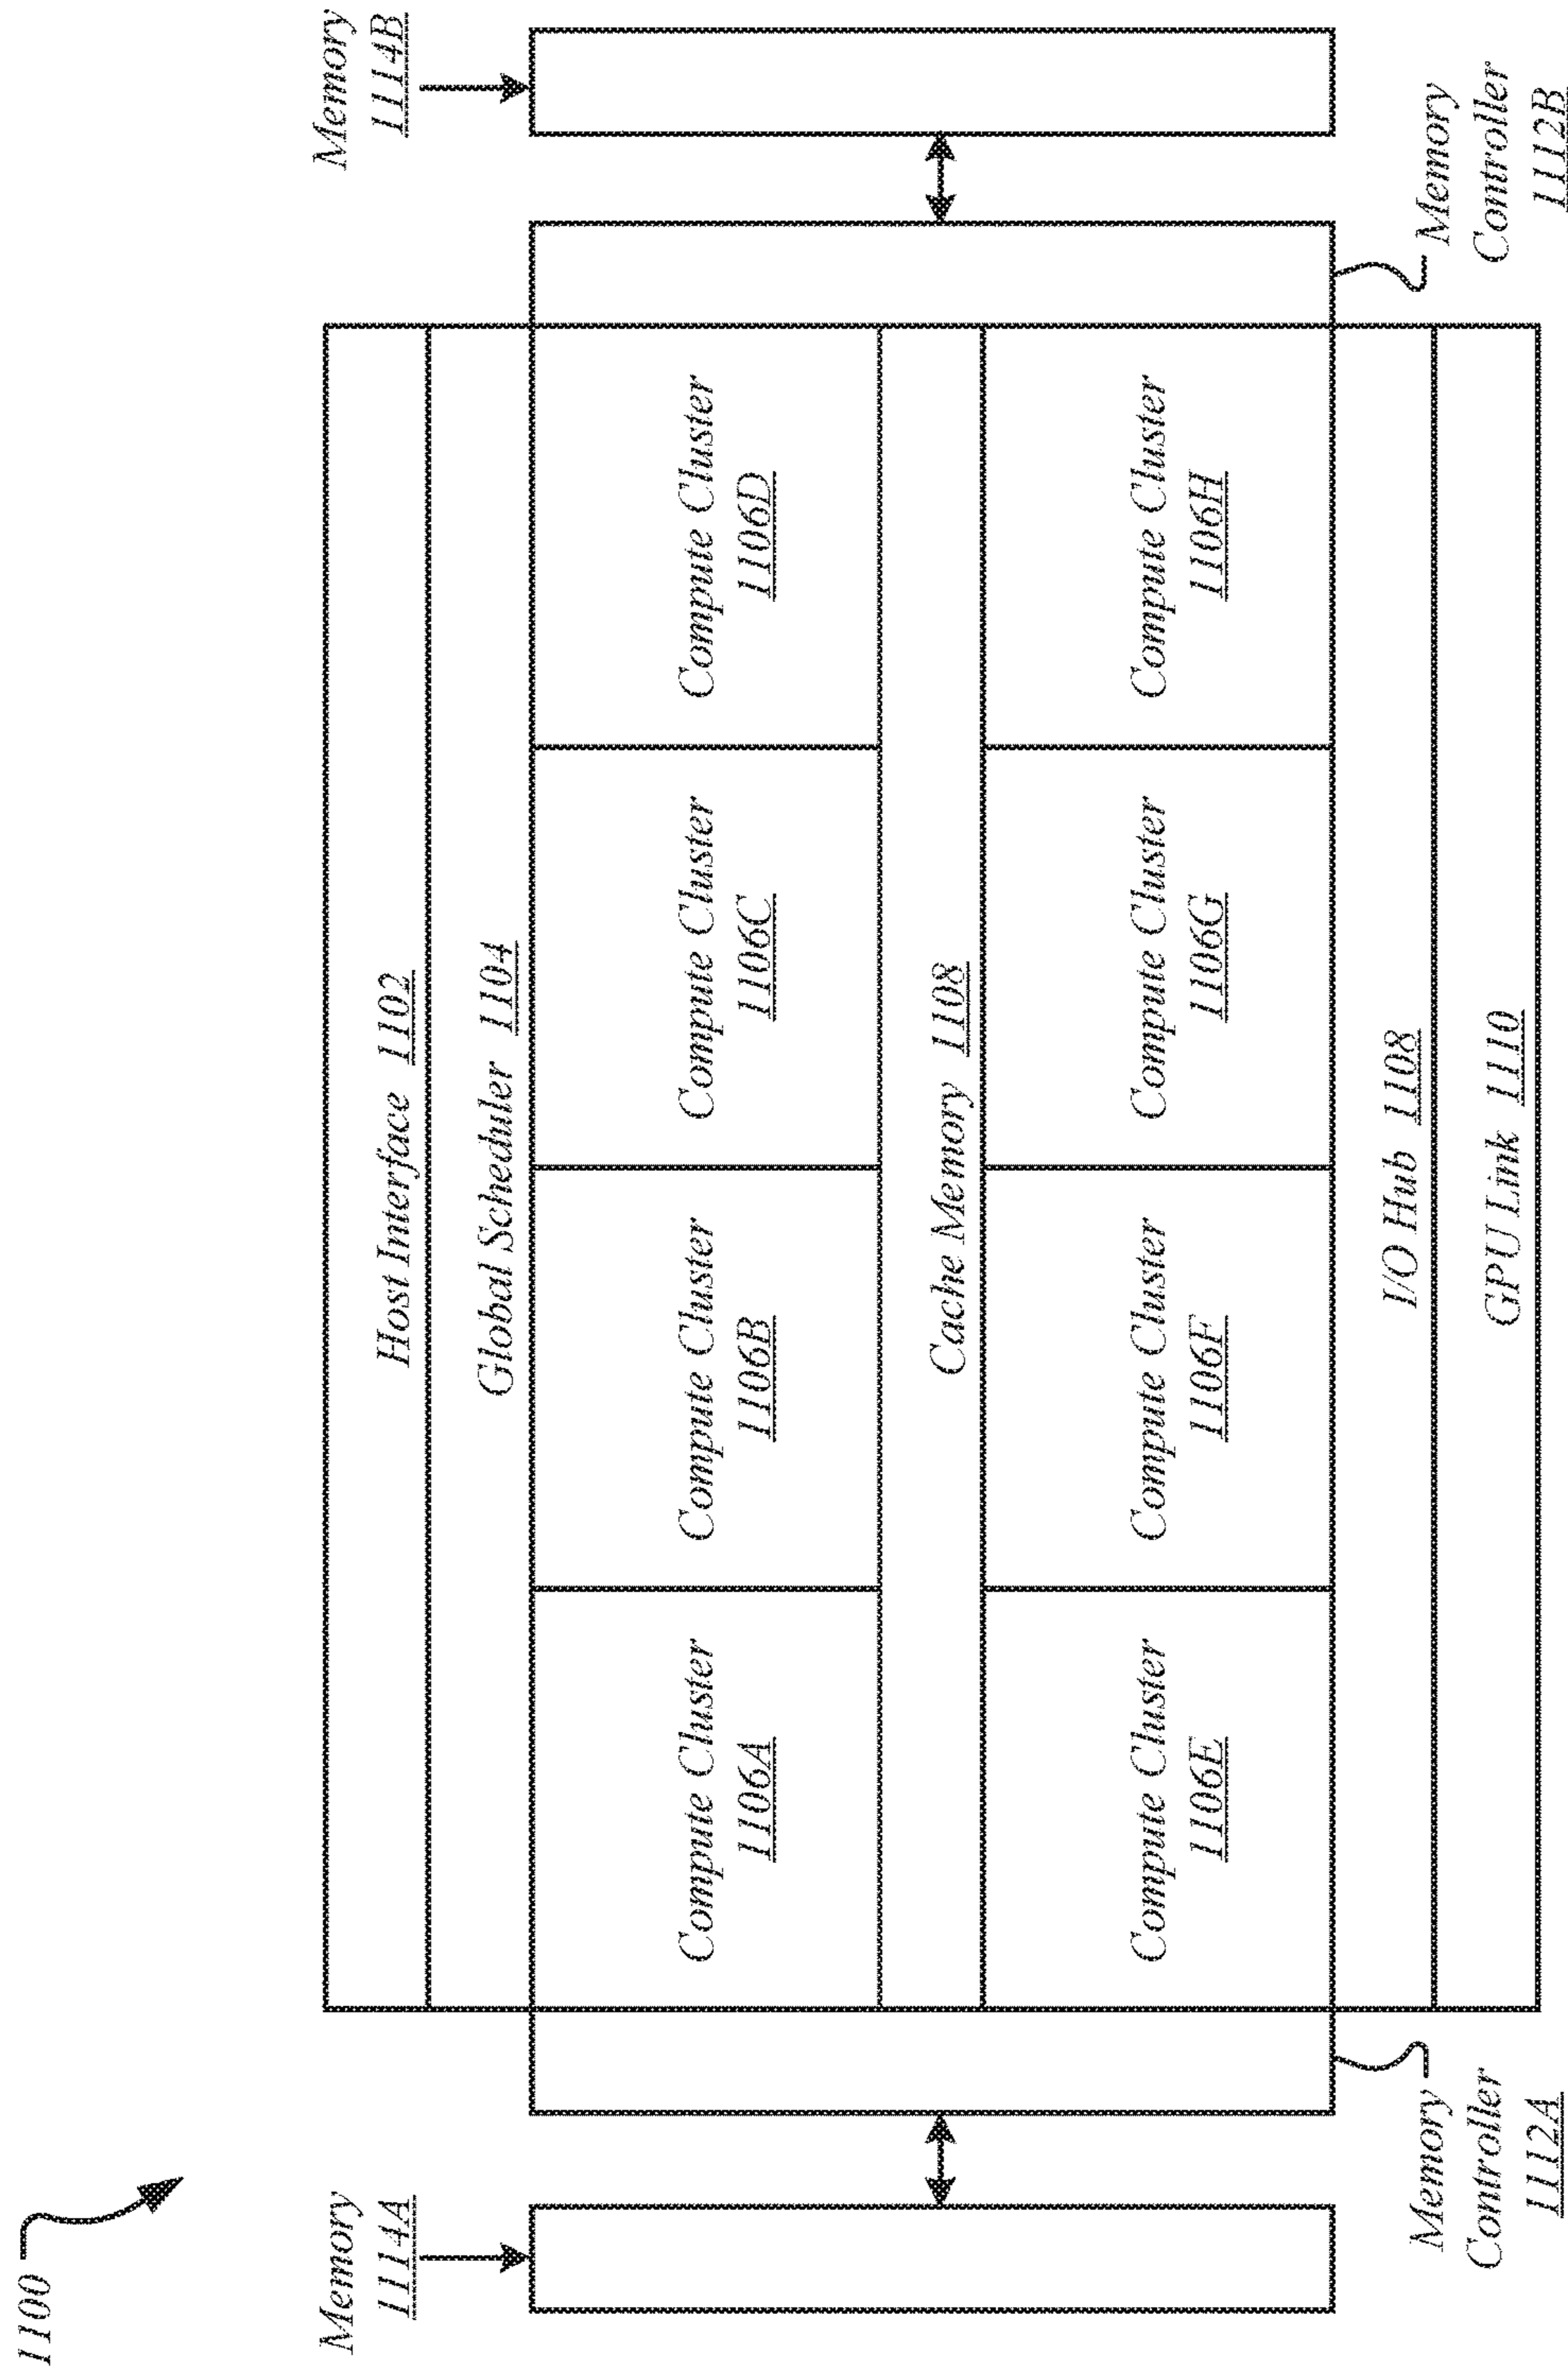 1100
Host Interface 1102
Global Scheduler 1104
Compute Cluster
1106A
Compute Cluster
1106B
Compute Cluster
1106C
Compute Cluster
1106D
Cache Memory 1108
Compute Cluster
1106E
Compute Cluster
1106F
Compute Cluster
1106G
Compute Cluster
1106H
I/O Hub 1108
GPU Link 1110
Memory
1114A
Memory
1114B
Memory
Controller
1112A
Memory
Controller
1112B